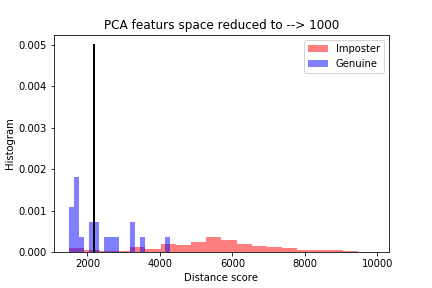 PCA featurs space reduced to --> 1000
Imposter
Genuine
Histogram
0.005
0.004
0.003
0.002
0.001
0.000
2000 4000 6000 8000 10000
Distance score